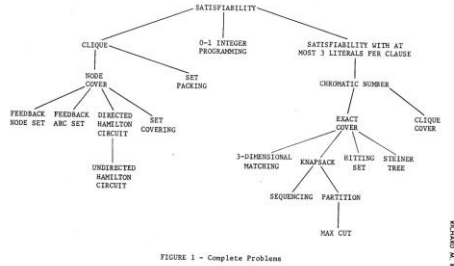 SATISFIABILITY
CLIQUE
0-1 INTEGER
PROGRAMMING
SATISFIABILITY WITH AT
MOST 3 LITERALS PER CLAUSE
NODE
COVER
SET
PACKING
CHROMATIC NUMBER
FEEDBACK
NODE SET
FEEDBACK
ARC SET
DIRECTED
HAMILTON
CIRCUIT
SET
COVERING
EXACT
COVER
CLIQUE
COVER
UNDIRECTED
HAMILTON
CIRCUIT
3-DIMENSIONAL
MATCHING
KNAPSACK
HITTING
SET
STEINER
TREE
SEQUENCING
PARTITION
MAX CUT
FIGURE 1 - Complete Problems
RICHARD M.